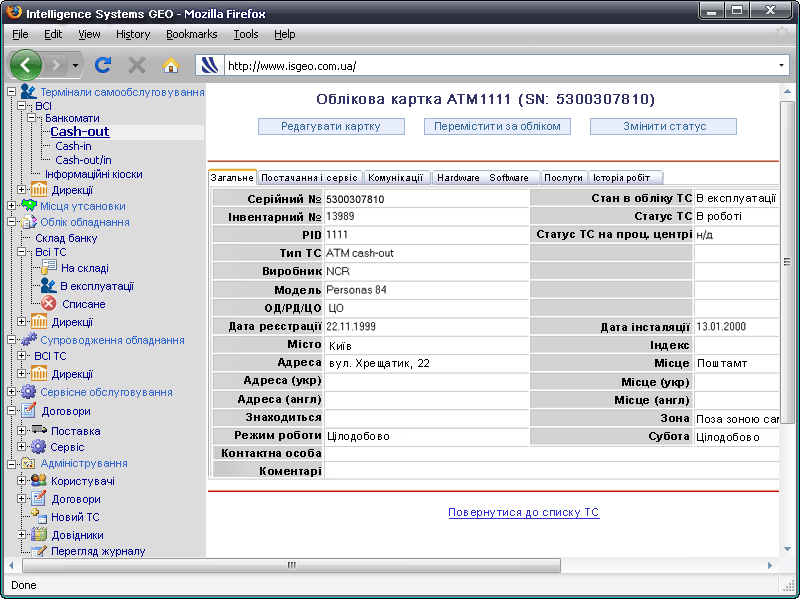 Intelligence Systems GEO - Mozilla Firefox
File Edit View History Bookmarks Tools Help
http://www.isgeo.com.ua/
Термінали самообслуговування
ВСІ
Банкомати
Cash-out
Cash-in
Cash-out/in
Інформаційні кіоски
Дирекції
Місця утсановки
Облік обладнання
Склад банку
Всі ТС
На складі
В експлуатації
Списане
Дирекції
Супроводження обладнання
ВСІ ТС
Дирекції
Сервісне обслуговування
Договори
Поставка
Сервіс
Адміністрування
Користувачі
Договори
Новий ТС
Довідники
Перегляд журналу
Облікова картка ATM1111 (SN: 5300307810)
Редагувати картку Перемістити за обліком Змінити статус
Загальне Постачання і сервіс Комунікації Hardware Software Послуги Історія робіт
Серійний № 5300307810 Стан в обліку ТС В експлуатації
Інвентарний № 13989 Статус ТС В роботі
PID 1111 Статус ТС на проц. центрі н/д
Тип ТС ATM cash-out
Виробник NCR
Модель Personas 84
ОД/РД/ЦО ЦО
Дата реєстрації 22.11.1999 Дата інсталяції 13.01.2000
Місто Київ Індекс
Адреса вул. Хрещатик, 22 Місце Поштамт
Адреса (укр) Місце (укр)
Адреса (англ) Місце (англ)
Знаходиться Зона Поза зоною сам
Режим роботи Цілодобово Субота Цілодобово
Контактна особа
Коментарі
Повернутися до списку ТС
Done